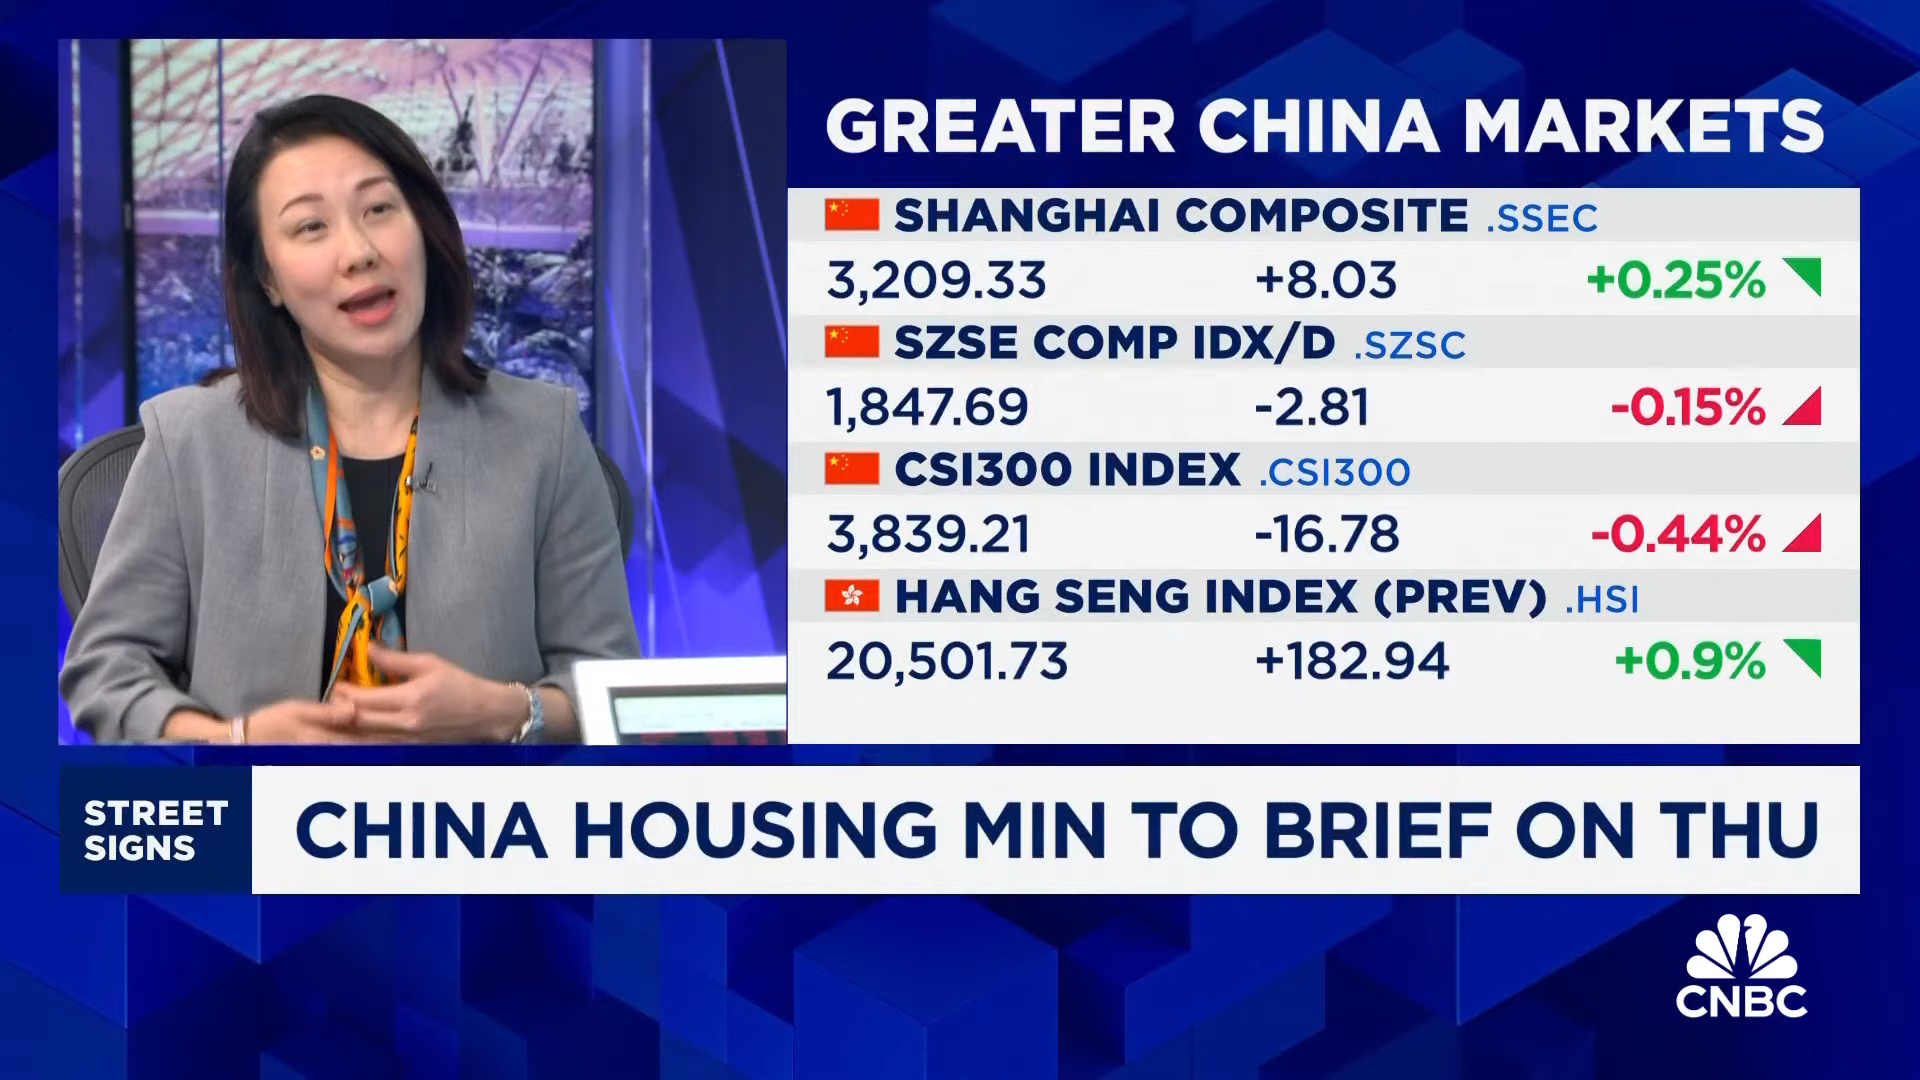 GREATER CHINA MARKETS
SHANGHAI COMPOSITE .SSEC
3,209.33 +8.03 +0.25%
SZSE COMP IDX/D .SZSC
1,847.69 -2.81 -0.15%
CSI300 INDEX .CSI300
3,839.21 -16.78 -0.44%
HANG SENG INDEX (PREV) .HSI
20,501.73 +182.94 +0.9%
STREET
SIGNS
CHINA HOUSING MIN TO BRIEF ON THU
CNBC